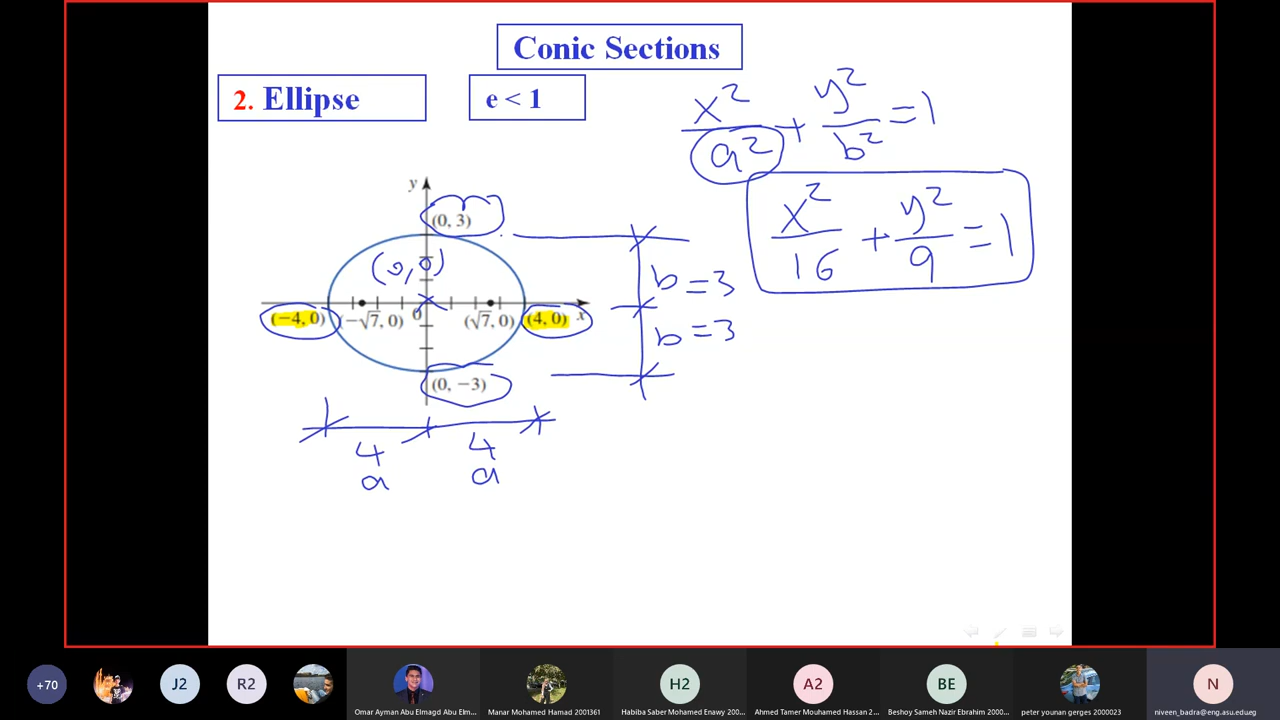 Conic Sections
2. Ellipse
e < 1
x² / a² + y² / b² = 1
x² / 16 + y² / 9 = 1
y
(0, 3)
(0,0)
b = 3
(−4, 0)
(−√7, 0)
0
(√7, 0)
(4, 0)
x
b = 3
(0, −3)
4
4
a
a
+70
J2
R2
H2
A2
BE
N
Omar Ayman Abu Elmagd Abu Elm...
Manar Mohamed Hamad 2001361
Habiba Saber Mohamed Enawy 200...
Ahmed Tamer Mouhamed Hassan 2...
Beshoy Sameh Nazir Ebrahim 2000...
peter younan gerges 2000023
niveen_badra@eng.asu.edu.eg